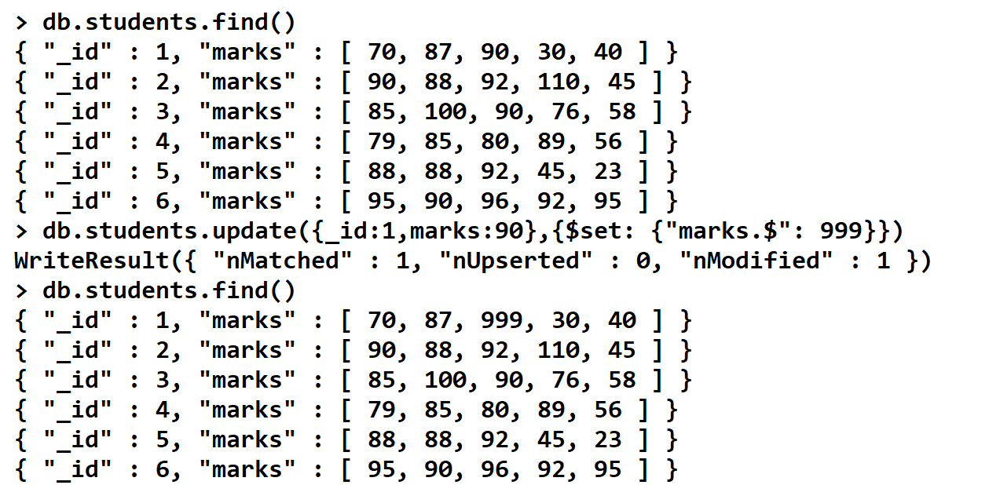 > db.students.find()
{ "_id" : 1, "marks" : [ 70, 87, 90, 30, 40 ] }
{ "_id" : 2, "marks" : [ 90, 88, 92, 110, 45 ] }
{ "_id" : 3, "marks" : [ 85, 100, 90, 76, 58 ] }
{ "_id" : 4, "marks" : [ 79, 85, 80, 89, 56 ] }
{ "_id" : 5, "marks" : [ 88, 88, 92, 45, 23 ] }
{ "_id" : 6, "marks" : [ 95, 90, 96, 92, 95 ] }
> db.students.update({_id:1,marks:90},{$set: {"marks.$": 999}})
WriteResult({ "nMatched" : 1, "nUpserted" : 0, "nModified" : 1 })
> db.students.find()
{ "_id" : 1, "marks" : [ 70, 87, 999, 30, 40 ] }
{ "_id" : 2, "marks" : [ 90, 88, 92, 110, 45 ] }
{ "_id" : 3, "marks" : [ 85, 100, 90, 76, 58 ] }
{ "_id" : 4, "marks" : [ 79, 85, 80, 89, 56 ] }
{ "_id" : 5, "marks" : [ 88, 88, 92, 45, 23 ] }
{ "_id" : 6, "marks" : [ 95, 90, 96, 92, 95 ] }